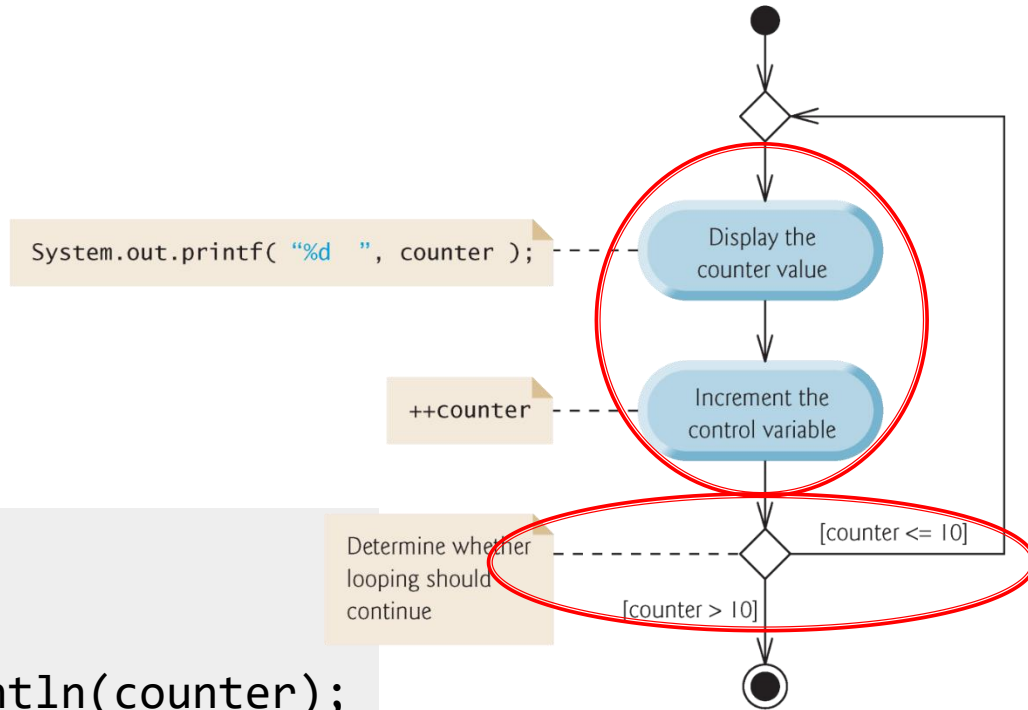 System.out.printf( “%d  ”, counter );
Display the
counter value
++counter
Increment the
control variable
Determine whether
looping should
continue
[counter <= 10]
[counter > 10]
ntln(counter);